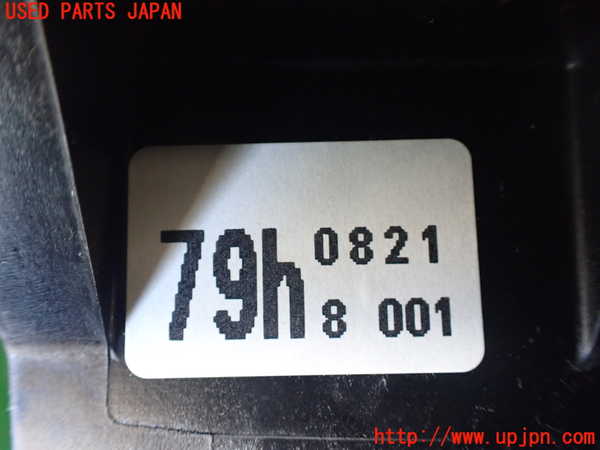 USED PARTS JAPAN
79h 0821
8 001
http://www.upjpn.com/